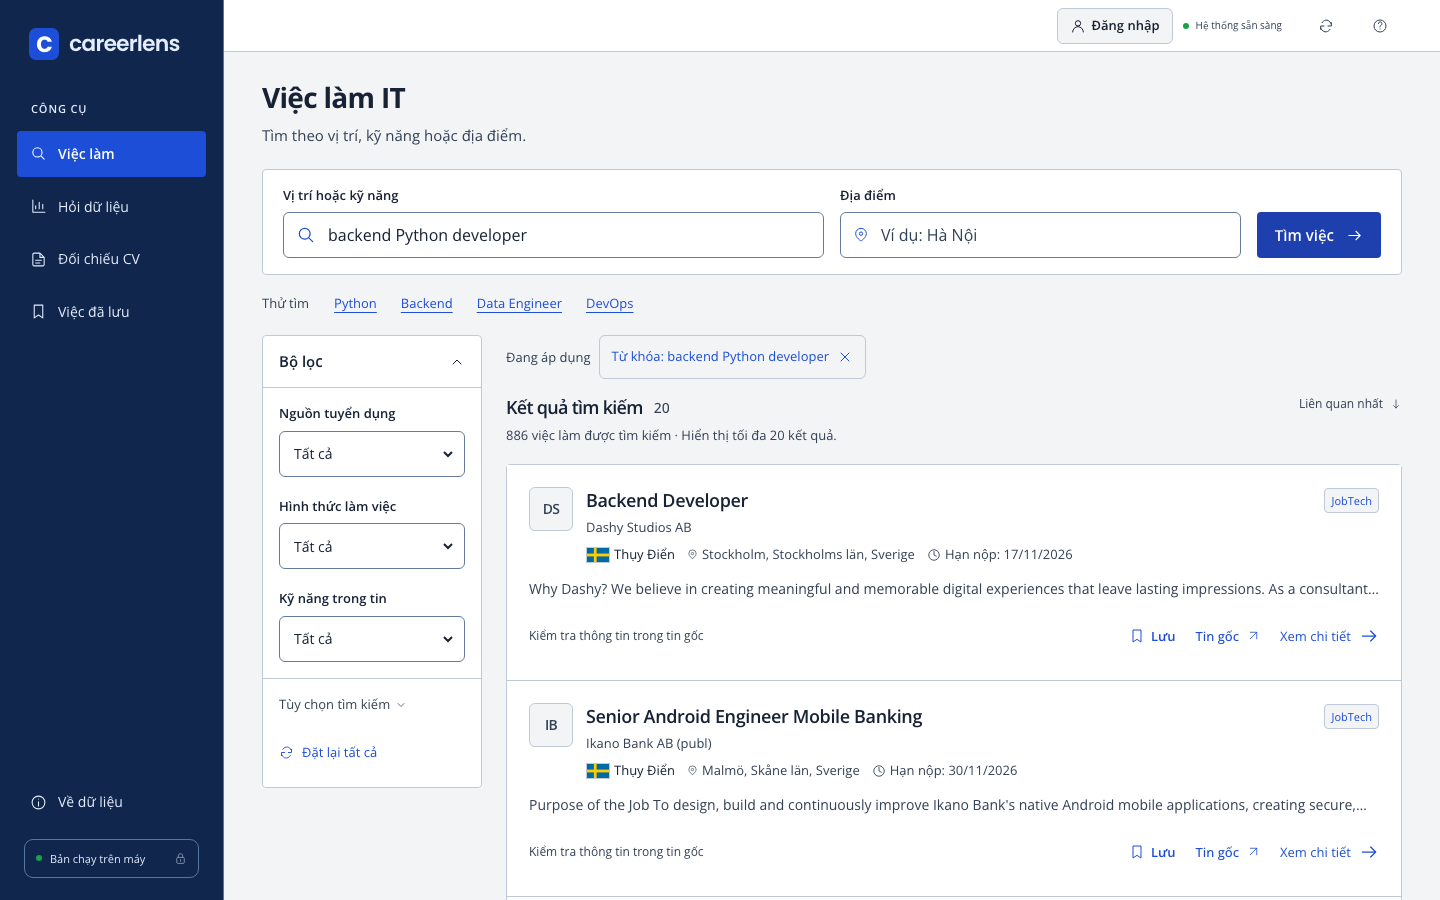 C careerlens
CÔNG CỤ
Việc làm
Hỏi dữ liệu
Đối chiếu CV
Việc đã lưu
Về dữ liệu
Bản chạy trên máy
Đăng nhập
Hệ thống sẵn sàng
Việc làm IT
Tìm theo vị trí, kỹ năng hoặc địa điểm.
Vị trí hoặc kỹ năng
backend Python developer
Địa điểm
Ví dụ: Hà Nội
Tìm việc
Thử tìm Python Backend Data Engineer DevOps
Bộ lọc
Nguồn tuyển dụng
Tất cả
Hình thức làm việc
Tất cả
Kỹ năng trong tin
Tất cả
Tùy chọn tìm kiếm
Đặt lại tất cả
Đang áp dụng Từ khóa: backend Python developer
Kết quả tìm kiếm 20
Liên quan nhất
886 việc làm được tìm kiếm · Hiển thị tối đa 20 kết quả.
DS
Backend Developer
JobTech
Dashy Studios AB
Thụy Điển Stockholm, Stockholms län, Sverige Hạn nộp: 17/11/2026
Why Dashy? We believe in creating meaningful and memorable digital experiences that leave lasting impressions. As a consultant...
Kiểm tra thông tin trong tin gốc
Lưu Tin gốc Xem chi tiết
IB
Senior Android Engineer Mobile Banking
JobTech
Ikano Bank AB (publ)
Thụy Điển Malmö, Skåne län, Sverige Hạn nộp: 30/11/2026
Purpose of the Job To design, build and continuously improve Ikano Bank's native Android mobile applications, creating secure,...
Kiểm tra thông tin trong tin gốc
Lưu Tin gốc Xem chi tiết